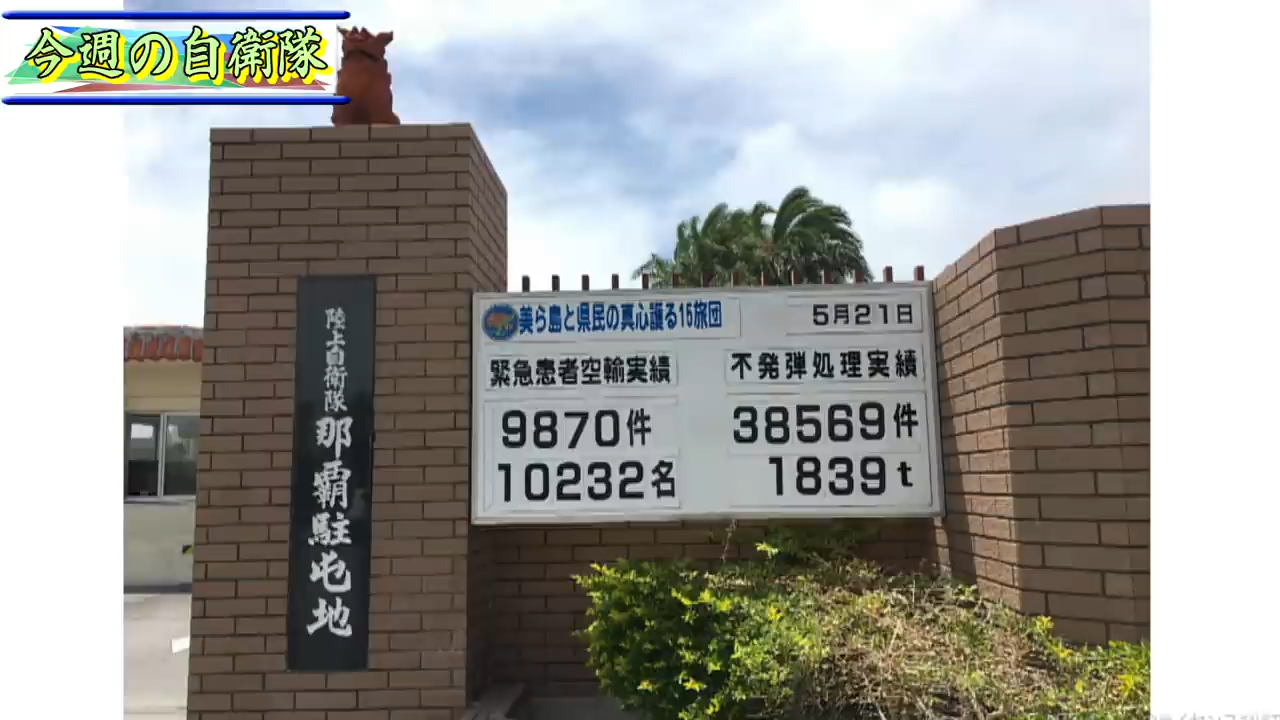 今週の自衛隊
陸上自衛隊 那覇駐屯地
美ら島と県民の真心護る15旅団
5月21日
緊急患者空輸実績
9870件
10232名
不発弾処理実績
38569件
1839t